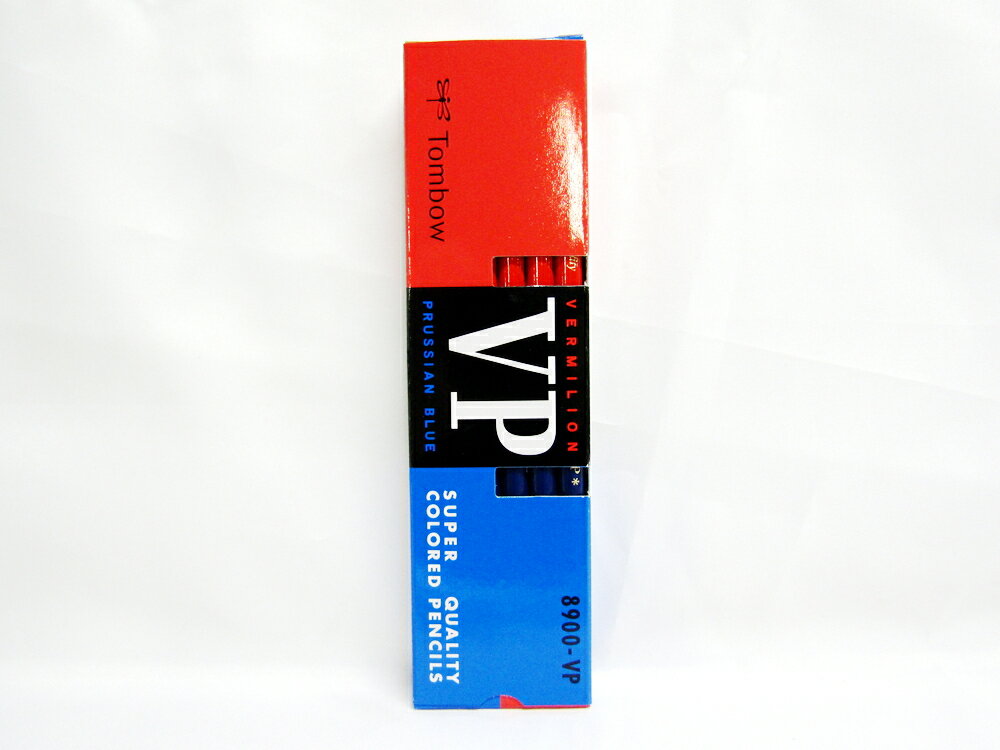 Tombow
VERMILION
VP
PRUSSIAN BLUE
SUPER QUALITY
COLORED PENCILS
8900-VP